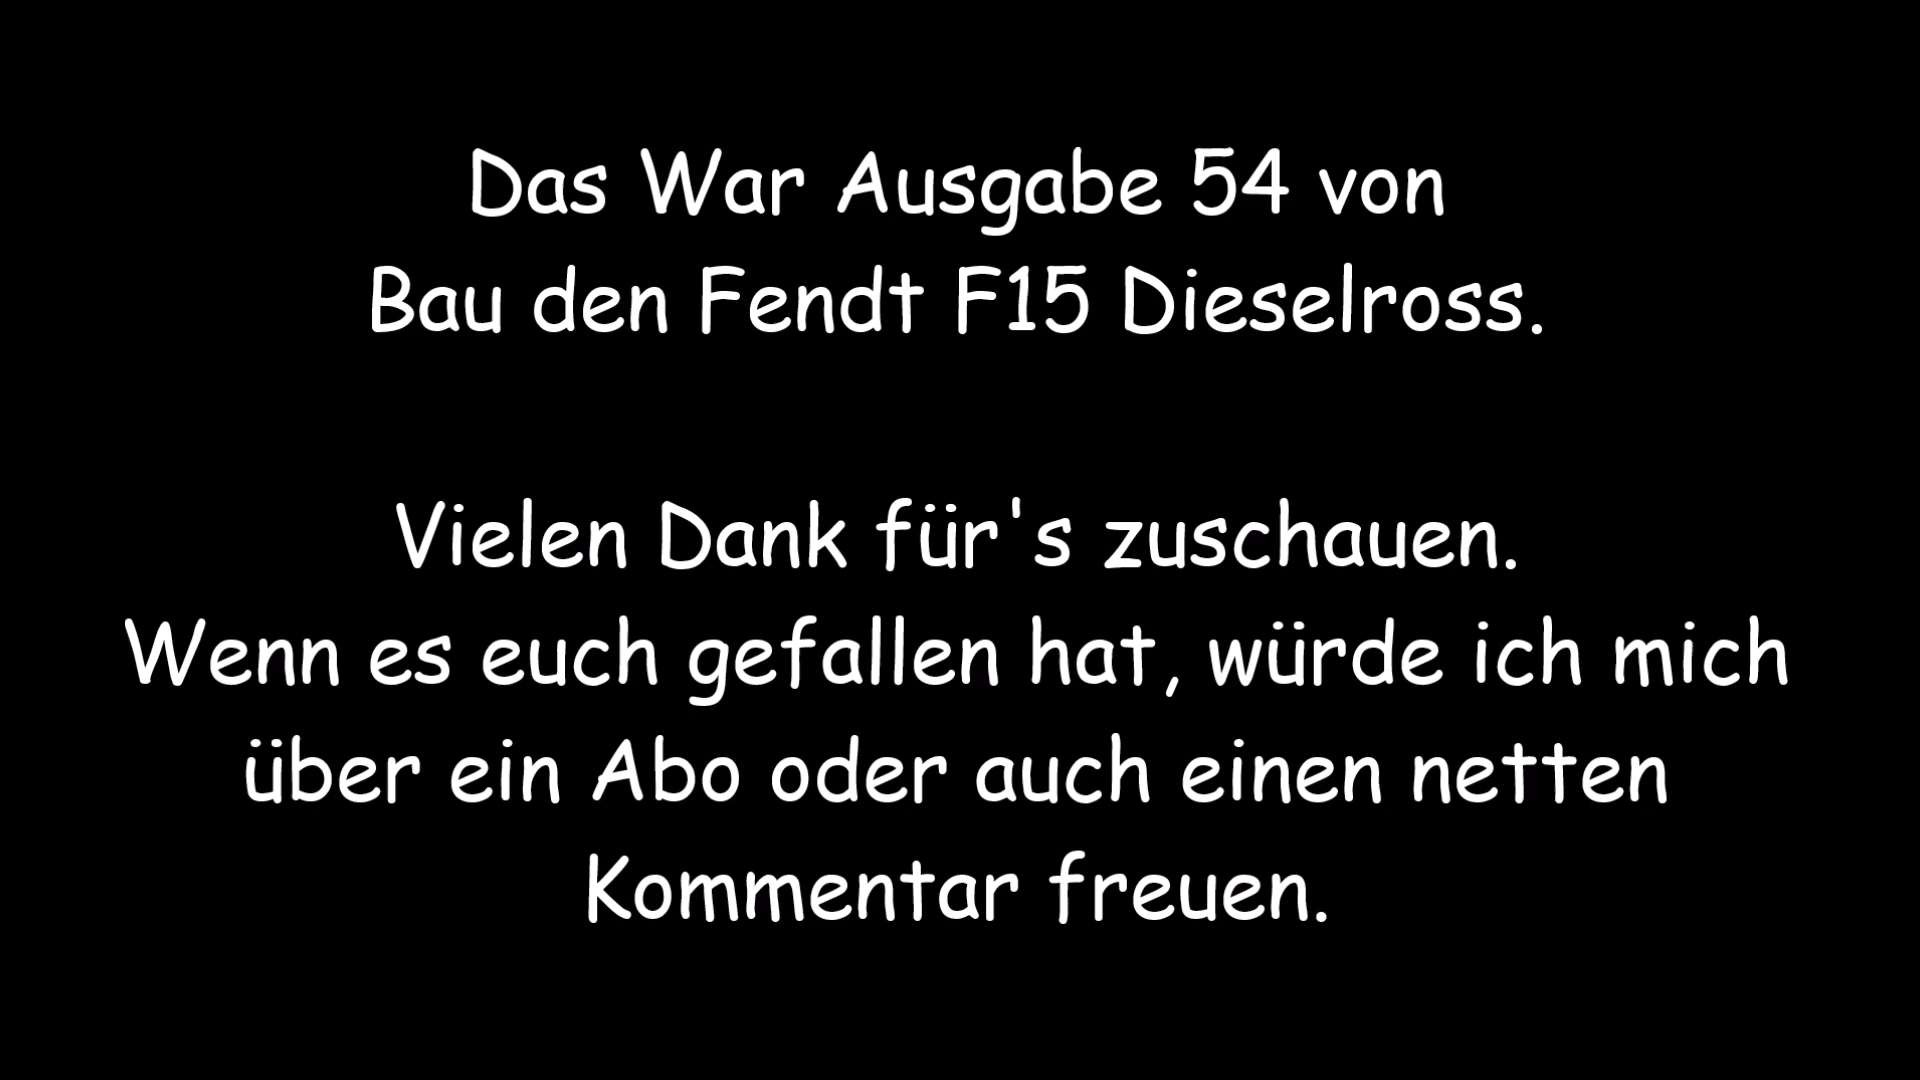 Das War Ausgabe 54 von
Bau den Fendt F15 Dieselross.
Vielen Dank für's zuschauen.
Wenn es euch gefallen hat, würde ich mich
über ein Abo oder auch einen netten
Kommentar freuen.